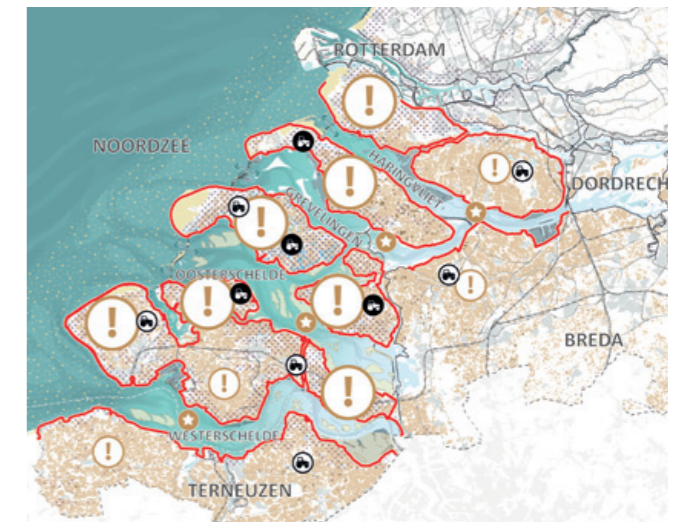 ROTTERDAM
NOORDZEE
HARINGVLIET
DORDRECH
GREVELINGEN
OOSTERSCHELDE
BREDA
WESTERSCHELDE
TERNEUZEN